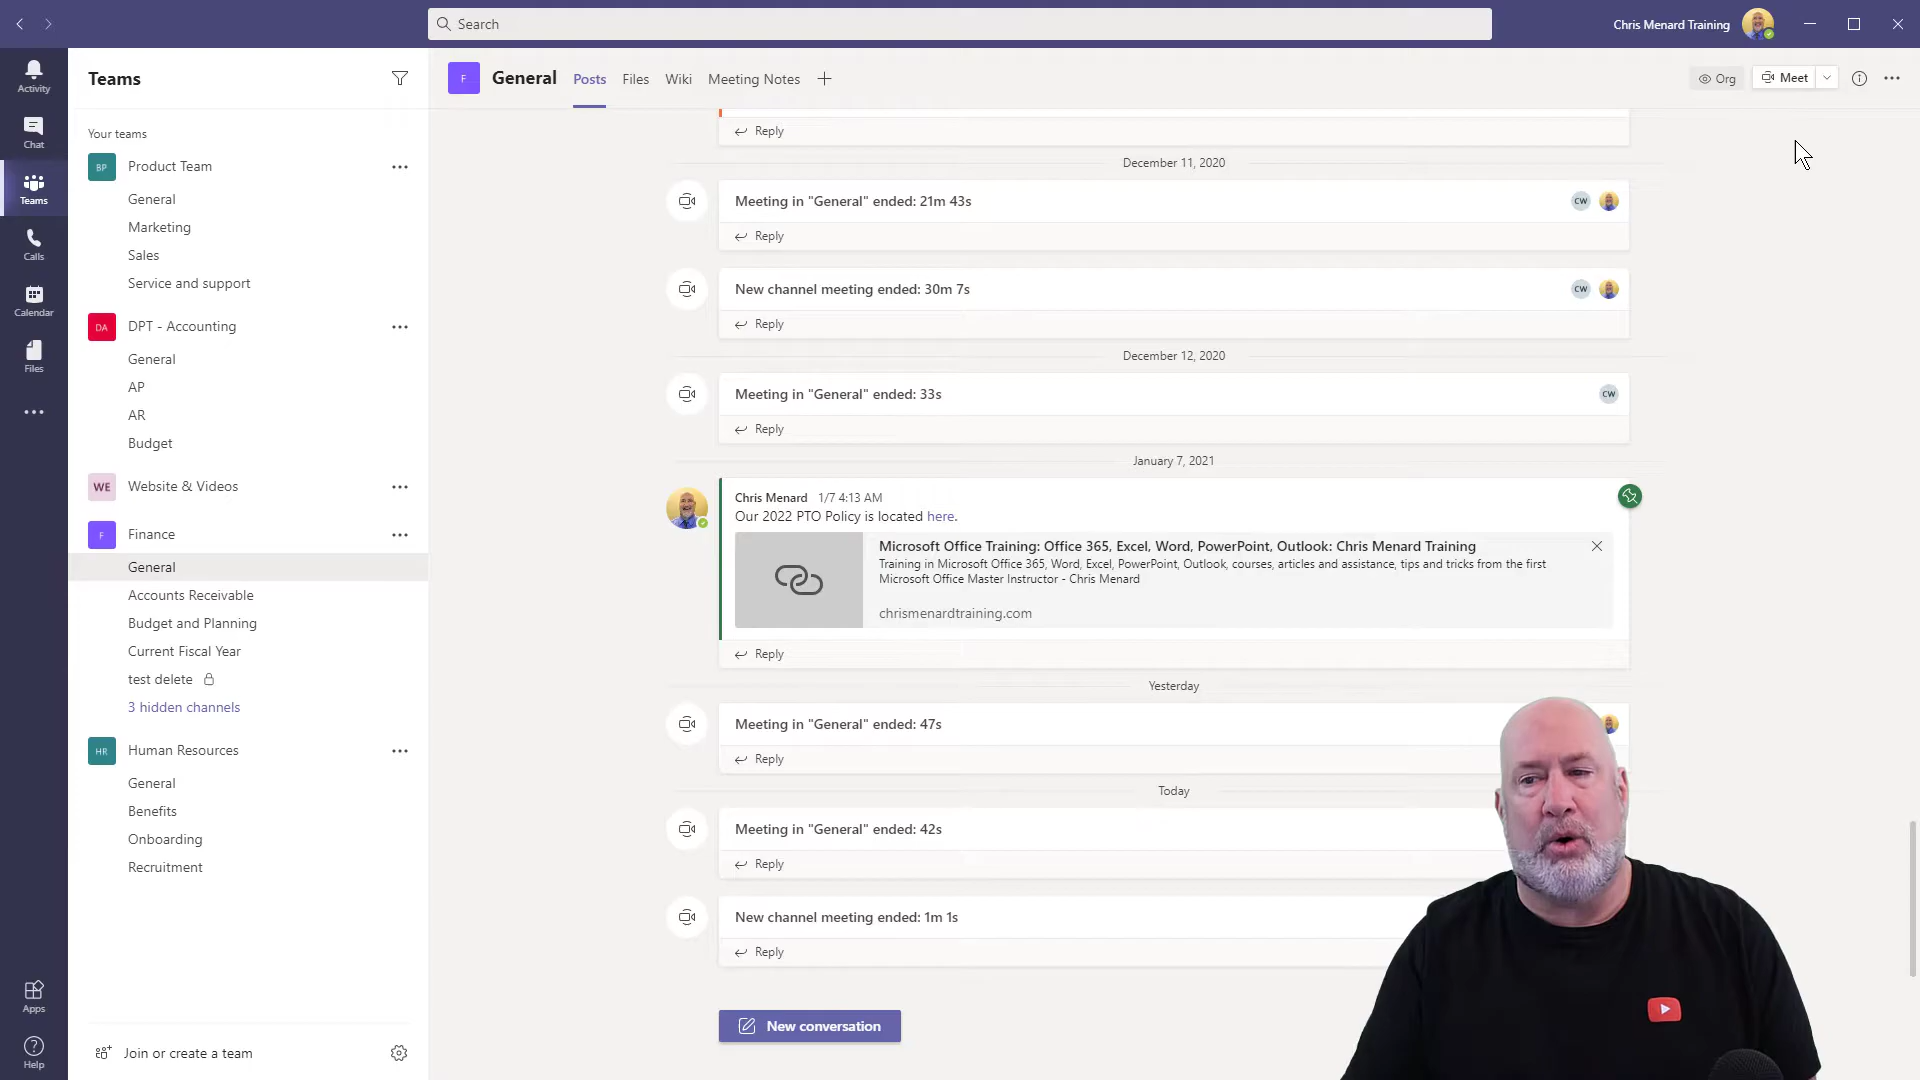 Search
Chris Menard Training
Activity
Chat
Teams
Calls
Calendar
Files
Apps
Help
Teams
Your teams
BP Product Team
General
Marketing
Sales
Service and support
DA DPT - Accounting
General
AP
AR
Budget
WE Website & Videos
F Finance
General
Accounts Receivable
Budget and Planning
Current Fiscal Year
test delete
3 hidden channels
HR Human Resources
General
Benefits
Onboarding
Recruitment
Join or create a team
F General Posts Files Wiki Meeting Notes
Org Meet
Reply
December 11, 2020
Meeting in "General" ended: 21m 43s CW
Reply
New channel meeting ended: 30m 7s CW
Reply
December 12, 2020
Meeting in "General" ended: 33s CW
Reply
January 7, 2021
Chris Menard 1/7 4:13 AM
Our 2022 PTO Policy is located here.
Microsoft Office Training: Office 365, Excel, Word, PowerPoint, Outlook: Chris Menard Training
Training in Microsoft Office 365, Word, Excel, PowerPoint, Outlook, courses, articles and assistance, tips and tricks from the first
Microsoft Office Master Instructor - Chris Menard
chrismenardtraining.com
Reply
Yesterday
Meeting in "General" ended: 47s
Reply
Today
Meeting in "General" ended: 42s
Reply
New channel meeting ended: 1m 1s
Reply
New conversation